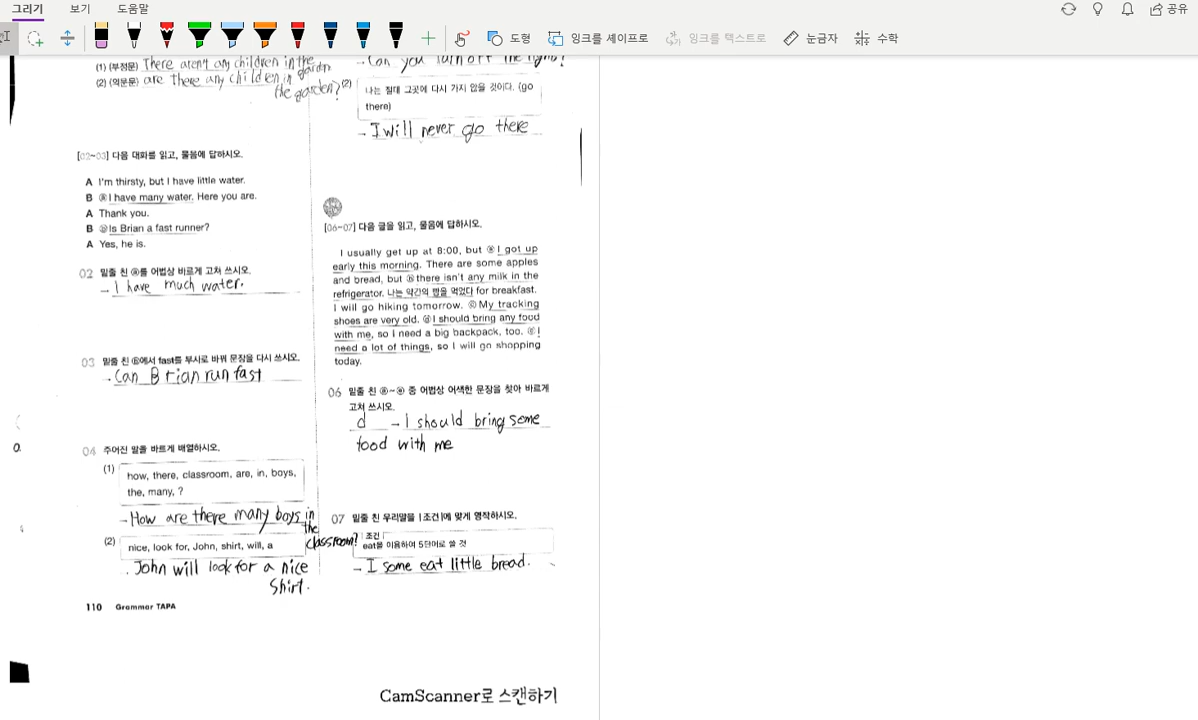 그리기 보기 도움말 공유
도형 잉크를 셰이프로 잉크를 텍스트로 눈금자 수학
(1) (부정문) There aren't any children in the garden
(2) (의문문) are there any children in the garden?
[02~03] 다음 대화를 읽고, 물음에 답하시오.
A I'm thirsty, but I have little water.
B ⓐI have many water. Here you are.
A Thank you.
B ⓑIs Brian a fast runner?
A Yes, he is.
02 밑줄 친 ⓐ를 어법상 바르게 고쳐 쓰시오.
→ I have much water.
03 밑줄 친 ⓑ에서 fast를 부사로 바꿔 문장을 다시 쓰시오.
→ Can Brian run fast
04 주어진 말을 바르게 배열하시오.
(1) how, there, classroom, are, in, boys,
the, many, ?
→ How are there many boys in the classroom?
(2) nice, look for, John, shirt, will, a
→ John will look for a nice
shirt.
110 Grammar TAPA
→ Can you turn off the light?
(2) 나는 절대 그곳에 다시 가지 않을 것이다. (go
there)
→ I will never go there
[06~07] 다음 글을 읽고, 물음에 답하시오.
I usually get up at 8:00, but ⓐI got up
early this morning. There are some apples
and bread, but ⓑthere isn't any milk in the
refrigerator. 나는 약간의 빵을 먹었다 for breakfast.
I will go hiking tomorrow. ⓒMy tracking
shoes are very old. ⓓI should bring any food
with me, so I need a big backpack, too. ⓔI
need a lot of things, so I will go shopping
today.
06 밑줄 친 ⓐ~ⓔ 중 어법상 어색한 문장을 찾아 바르게
고쳐 쓰시오.
d → I should bring some
food with me
07 밑줄 친 우리말을 |조건|에 맞게 영작하시오.
|조건|
eat을 이용하여 5단어로 쓸 것
→ I some eat little bread.
CamScanner로 스캔하기